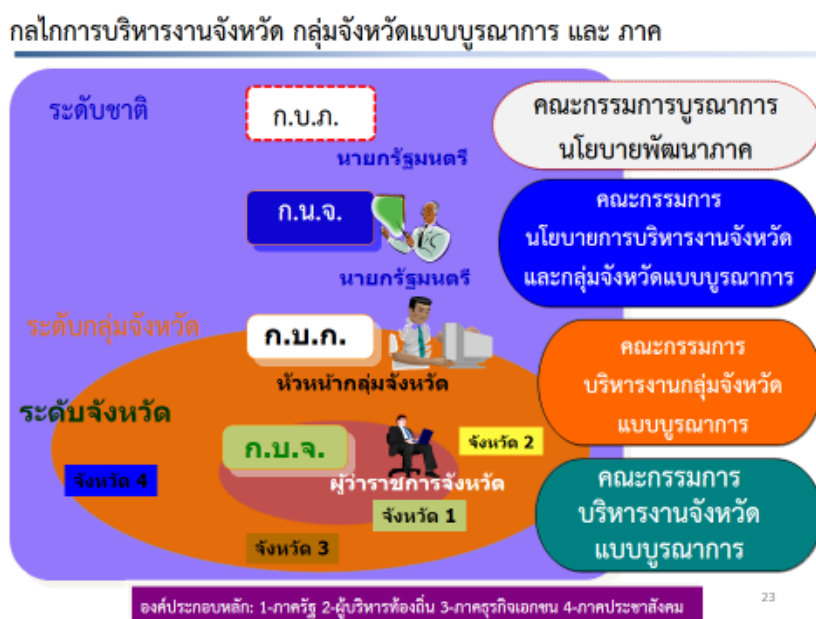 กลไกการบริหารงานจังหวัด กลุ่มจังหวัดแบบบูรณาการ และ ภาค
ระดับชาติ
ก.บ.ภ.
นายกรัฐมนตรี
คณะกรรมการบูรณาการ
นโยบายพัฒนาภาค
ก.น.จ.
นายกรัฐมนตรี
คณะกรรมการ
นโยบายการบริหารงานจังหวัด
และกลุ่มจังหวัดแบบบูรณาการ
ระดับกลุ่มจังหวัด
ก.บ.ก.
หัวหน้ากลุ่มจังหวัด
คณะกรรมการ
บริหารงานกลุ่มจังหวัด
แบบบูรณาการ
ระดับจังหวัด
ก.บ.จ.
ผู้ว่าราชการจังหวัด
จังหวัด 2
จังหวัด 4
จังหวัด 1
จังหวัด 3
คณะกรรมการ
บริหารงานจังหวัด
แบบบูรณาการ
องค์ประกอบหลัก: 1-ภาครัฐ 2-ผู้บริหารท้องถิ่น 3-ภาคธุรกิจเอกชน 4-ภาคประชาสังคม
23